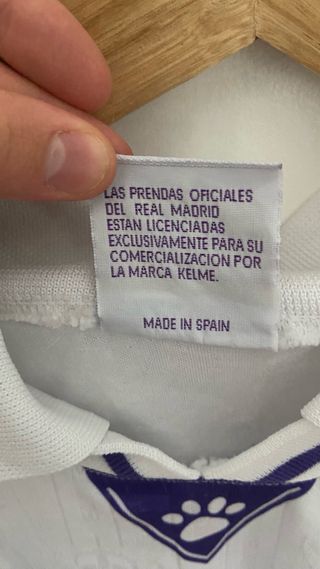 LAS PRENDAS OFICIALES
DEL REAL MADRID
ESTAN LICENCIADAS
EXCLUSIVAMENTE PARA SU
COMERCIALIZACION POR
LA MARCA KELME.
MADE IN SPAIN